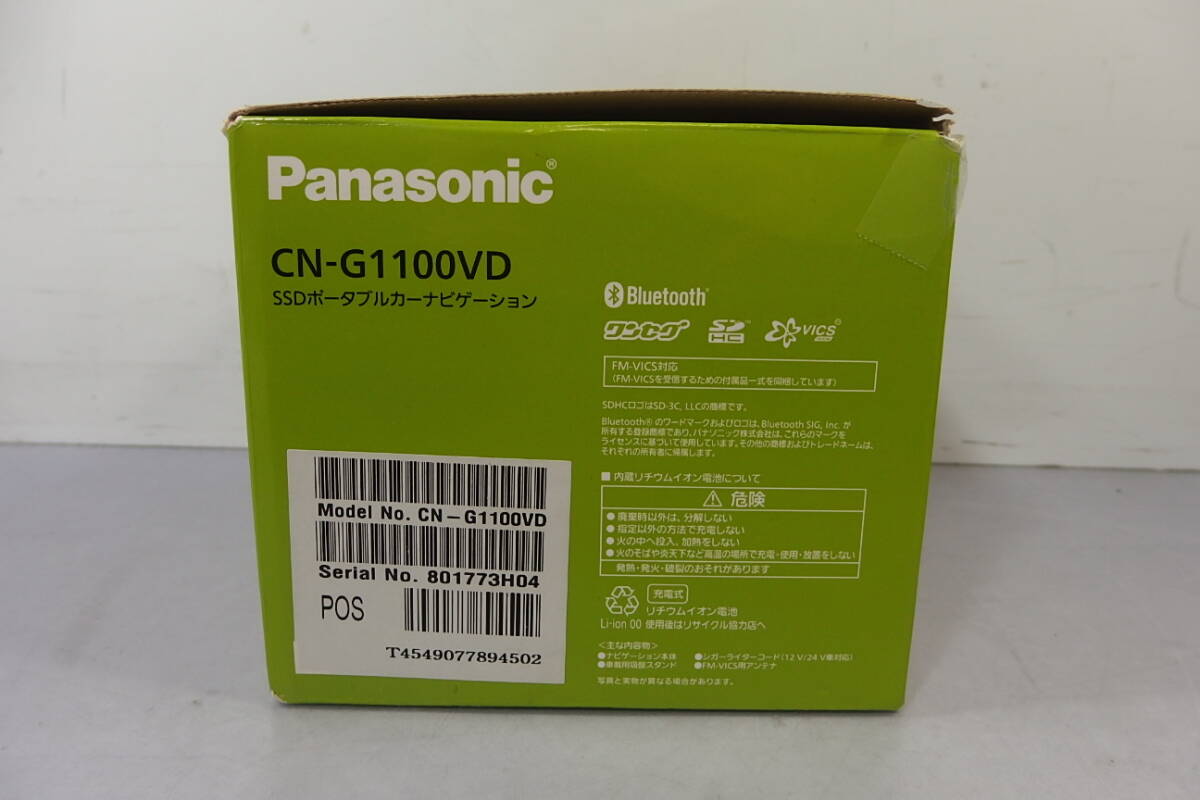 Panasonic®
CN-G1100VD
SSDポータブルカーナビゲーション
Bluetooth®
ワンセグ
SD HC™
VICS
FM-VICS対応
(FM-VICSを受信するための付属品一式を同梱しています)
SDHCロゴはSD-3C, LLCの商標です。
Bluetooth® のワードマークおよびロゴは、Bluetooth SIG, Inc. が
所有する登録商標であり、パナソニック株式会社は、これらのマークを
ライセンスに基づいて使用しています。その他の商標およびトレードネームは、
それぞれの所有者に帰属します。
■ 内蔵リチウムイオン電池について
⚠ 危険
● 廃棄時以外は、分解しない
● 指定以外の方法で充電しない
● 火の中へ投入、加熱をしない
● 火のそばや炎天下など高温の場所で充電・使用・放置をしない
発熱・発火・破裂のおそれがあります
充電式
リチウムイオン電池
Li-ion 00 使用後はリサイクル協力店へ
<主な内容物>
●ナビゲーション本体 ●シガーライターコード(12 V/24 V車対応)
●車載用吸盤スタンド ●FM-VICS用アンテナ
写真と実物が異なる場合があります。
Model No. CN-G1100VD
Serial No. 801773H04
POS
T4549077894502